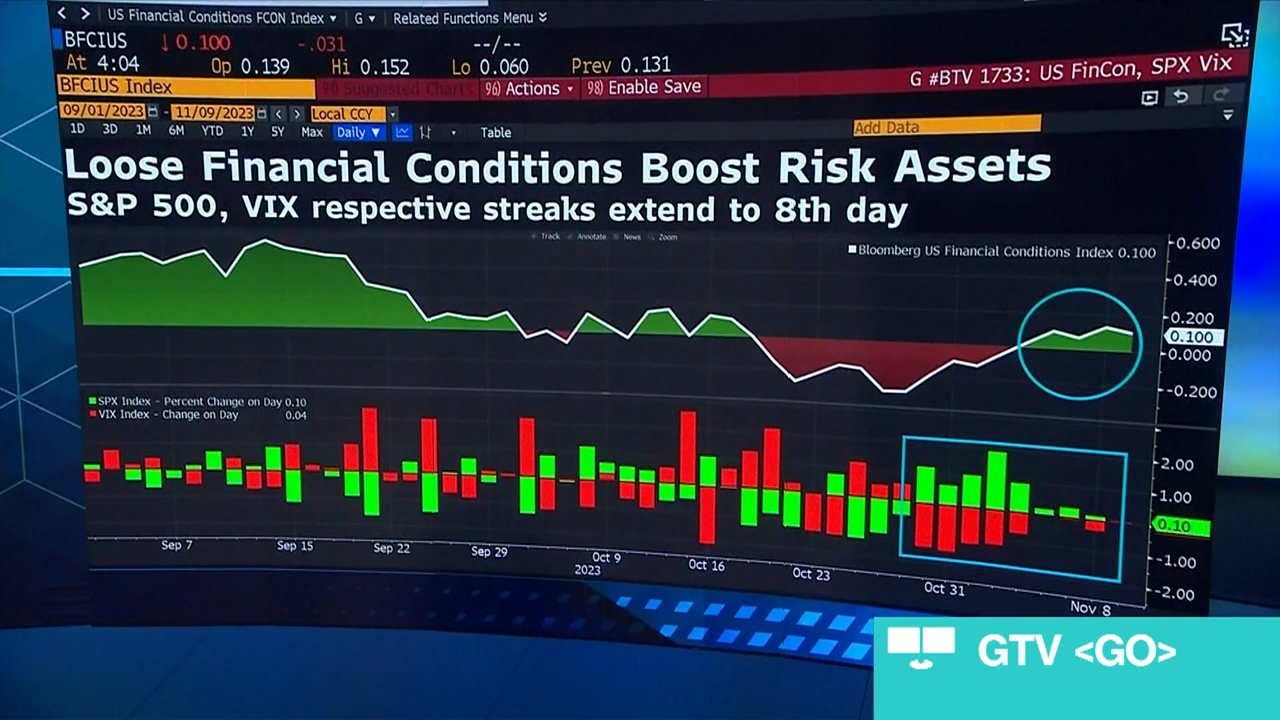 < > US Financial Conditions FCON Index ▾ G ▾ Related Functions Menu
BFCIUS ↓0.100 -.031 --/--
At 4:04 Op 0.139 Hi 0.152 Lo 0.060 Prev 0.131
G #BTV 1733: US FinCon, SPX Vix
BFCIUS Index 96) Suggested Charts 96) Actions ▾ 98) Enable Save
09/01/2023 - 11/09/2023 < > Local CCY
1D 3D 1M 6M YTD 1Y 5Y Max Daily ▼ Table Add Data
Loose Financial Conditions Boost Risk Assets
S&P 500, VIX respective streaks extend to 8th day
Track Annotate News Zoom
Bloomberg US Financial Conditions Index 0.100
0.600
0.400
0.200
0.100
0.000
-0.200
SPX Index - Percent Change on Day 0.10
VIX Index - Change on Day 0.04
2.00
1.00
0.10
-1.00
-2.00
Sep 7 Sep 15 Sep 22 Sep 29 Oct 9 Oct 16 Oct 23 Oct 31 Nov 8
2023
GTV <GO>